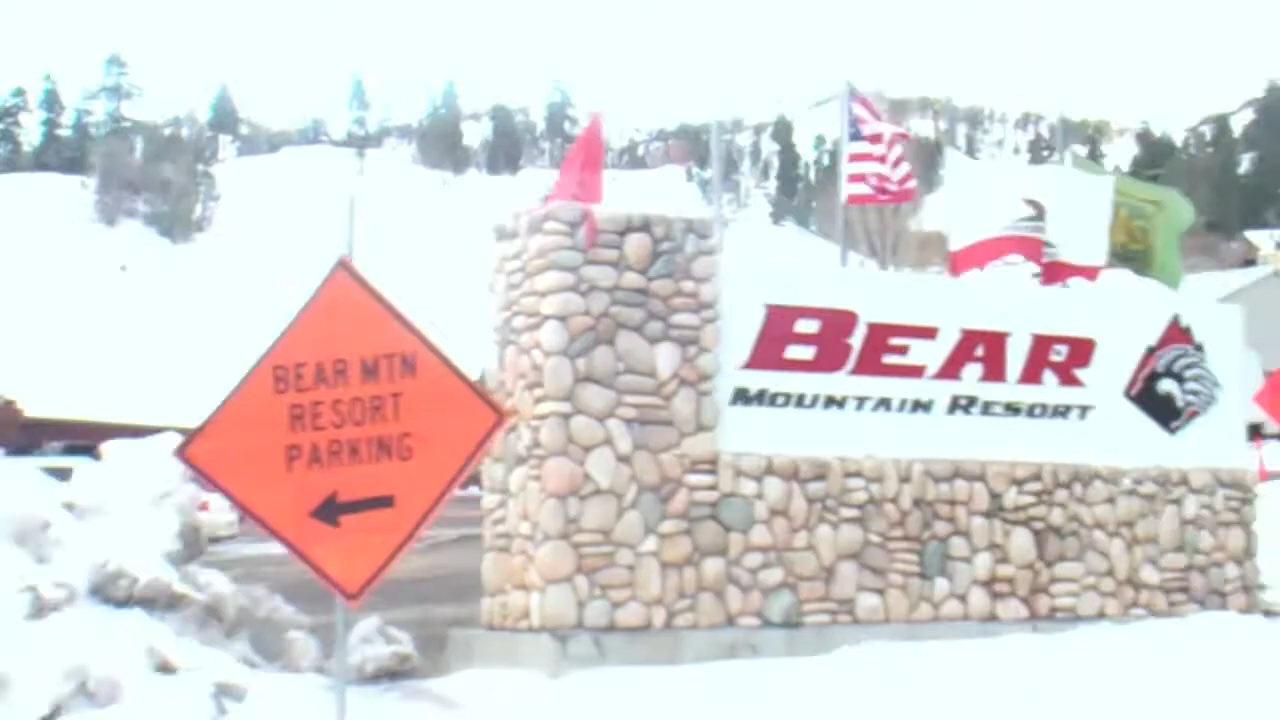 BEAR MTN
RESORT
PARKING
BEAR
MOUNTAIN RESORT